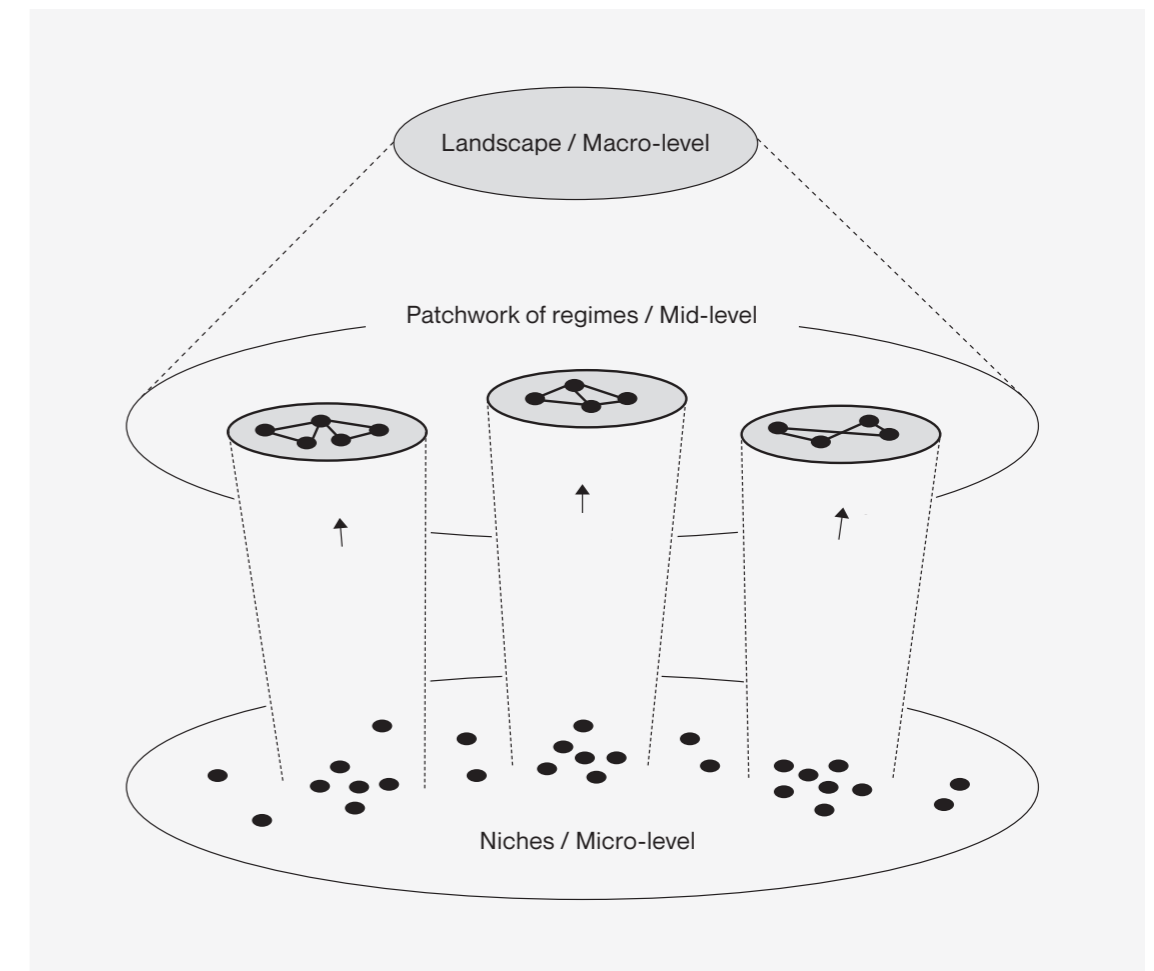 Landscape / Macro-level
Patchwork of regimes / Mid-level
Niches / Micro-level